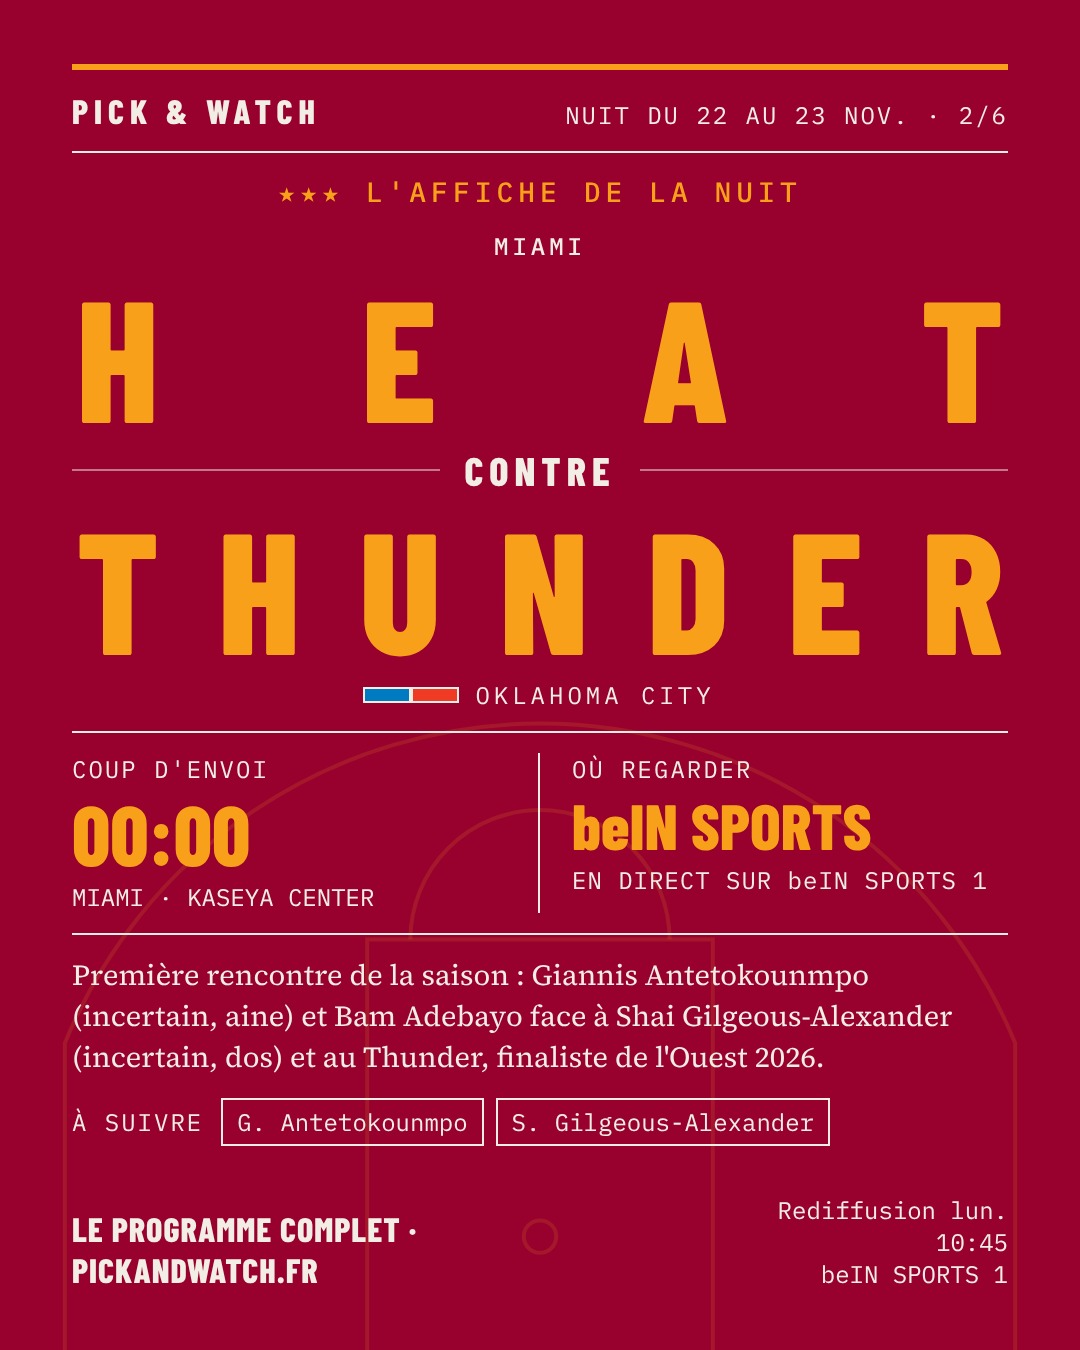 PICK & WATCH
NUIT DU 22 AU 23 NOV. · 2/6
★★★ L'AFFICHE DE LA NUIT
MIAMI
HEAT
CONTRE
THUNDER
OKLAHOMA CITY
COUP D'ENVOI
00:00
MIAMI · KASEYA CENTER
OÙ REGARDER
beIN SPORTS
EN DIRECT SUR beIN SPORTS 1
Première rencontre de la saison : Giannis Antetokounmpo
(incertain, aine) et Bam Adebayo face à Shai Gilgeous-Alexander
(incertain, dos) et au Thunder, finaliste de l'Ouest 2026.
À SUIVRE G. Antetokounmpo S. Gilgeous-Alexander
LE PROGRAMME COMPLET ·
PICKANDWATCH.FR
Rediffusion lun.
10:45
beIN SPORTS 1